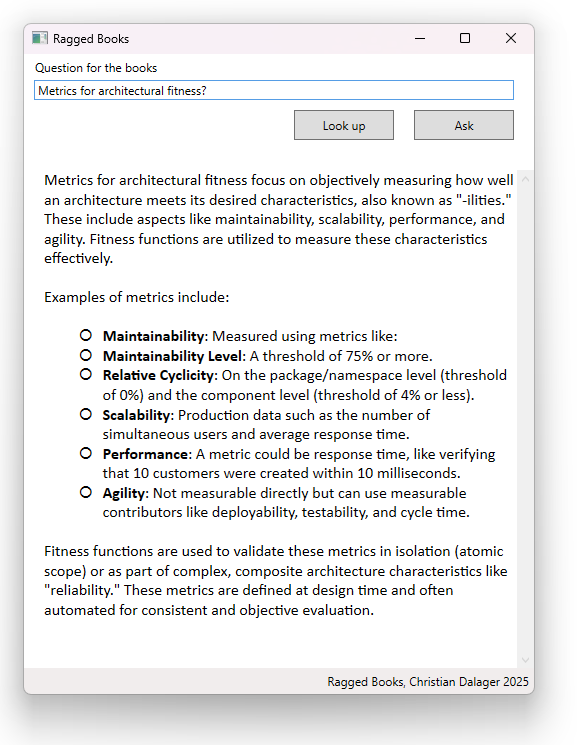 Ragged Books
Question for the books
Metrics for architectural fitness?
Look up
Ask
Metrics for architectural fitness focus on objectively measuring how well
an architecture meets its desired characteristics, also known as "-ilities."
These include aspects like maintainability, scalability, performance, and
agility. Fitness functions are utilized to measure these characteristics
effectively.
Examples of metrics include:
Maintainability: Measured using metrics like:
Maintainability Level: A threshold of 75% or more.
Relative Cyclicity: On the package/namespace level (threshold
of 0%) and the component level (threshold of 4% or less).
Scalability: Production data such as the number of
simultaneous users and average response time.
Performance: A metric could be response time, like verifying
that 10 customers were created within 10 milliseconds.
Agility: Not measurable directly but can use measurable
contributors like deployability, testability, and cycle time.
Fitness functions are used to validate these metrics in isolation (atomic
scope) or as part of complex, composite architecture characteristics like
"reliability." These metrics are defined at design time and often
automated for consistent and objective evaluation.
Ragged Books, Christian Dalager 2025